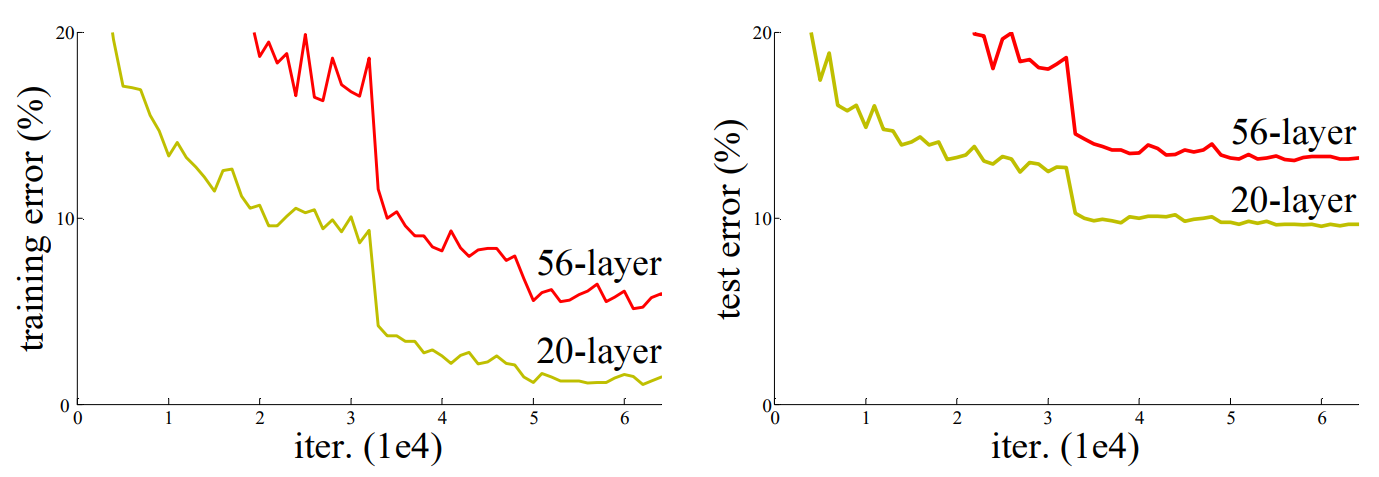 20
10
0
training error (%)
56-layer
20-layer
0 1 2 3 4 5 6
iter. (1e4)
20
10
0
test error (%)
56-layer
20-layer
0 1 2 3 4 5 6
iter. (1e4)